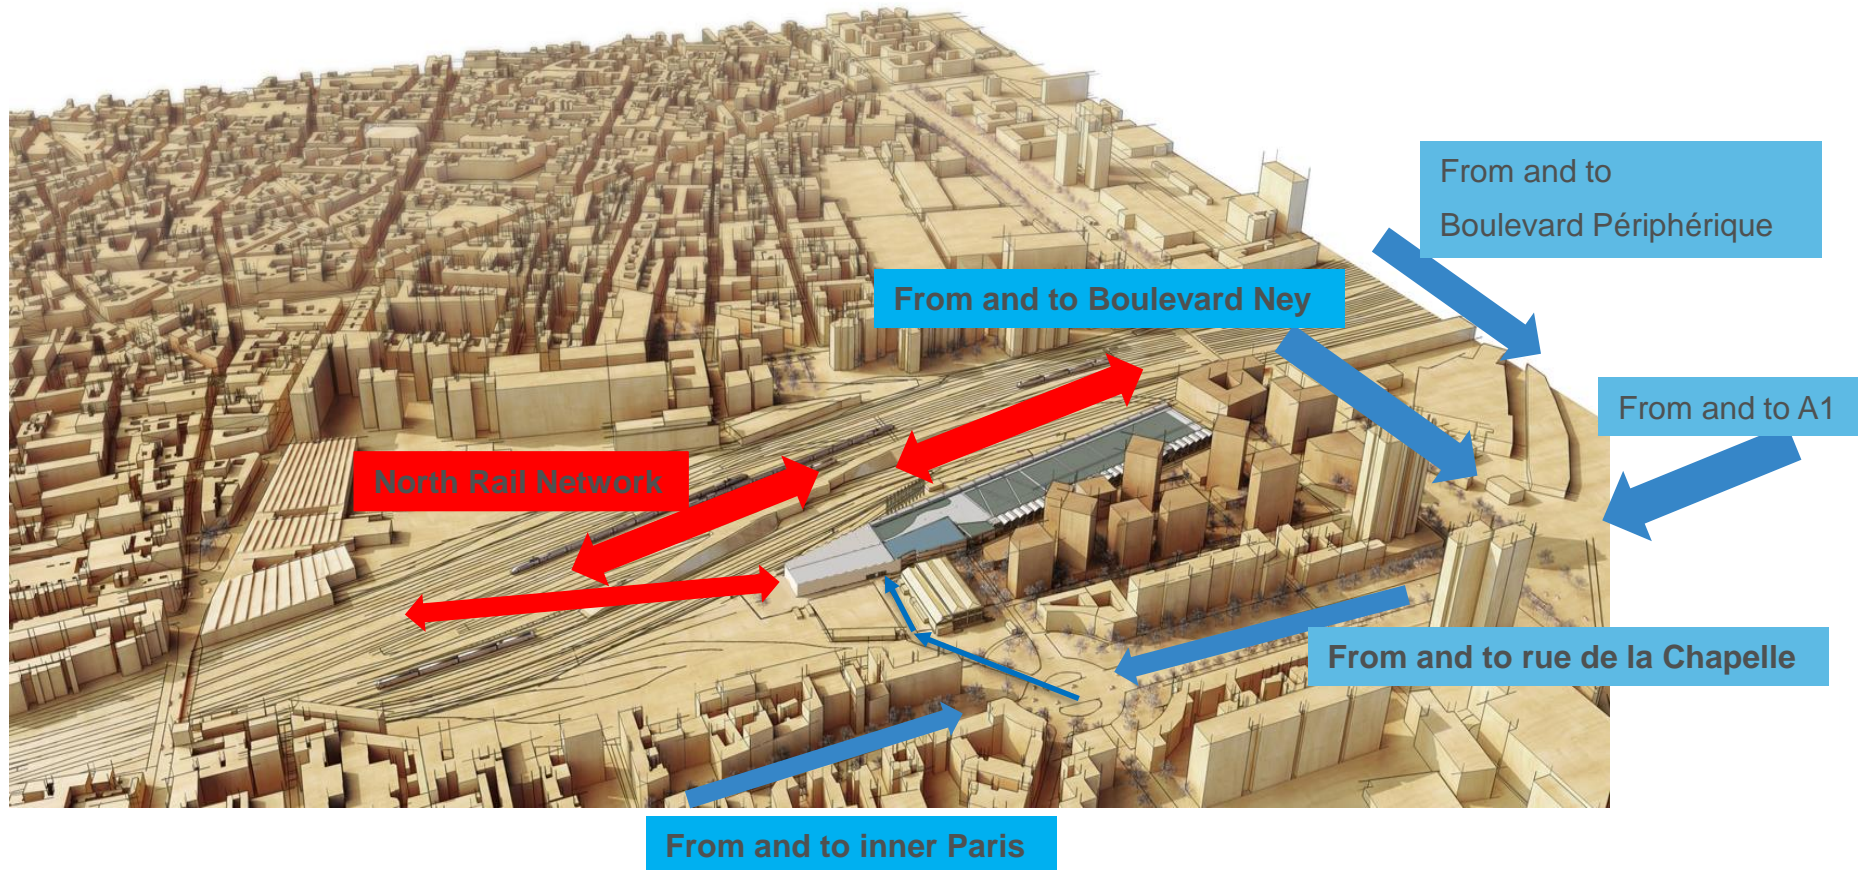 From and to
Boulevard Périphérique
From and to Boulevard Ney
From and to A1
North Rail Network
From and to rue de la Chapelle
From and to inner Paris